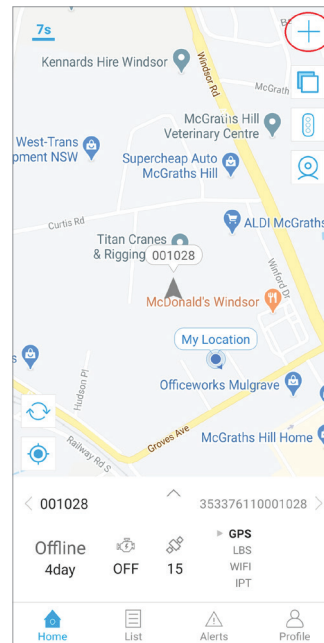 7s
Kennards Hire Windsor
Windsor Rd
McGrath
McGraths Hill
Veterinary Centre
West-Trans
pment NSW
Supercheap Auto
McGraths Hill
Curtis Rd
ALDI McGraths
Titan Cranes
& Rigging
001028
Winford Dr
McDonald's Windsor
My Location
s
Hudson Pl
Officeworks Mulgrave
Groves Ave
McGraths Hill Home
Railway Rd S
001028
353376110001028
Offline
4day
OFF
15
GPS
LBS
WIFI
IPT
Home
List
Alerts
Profile